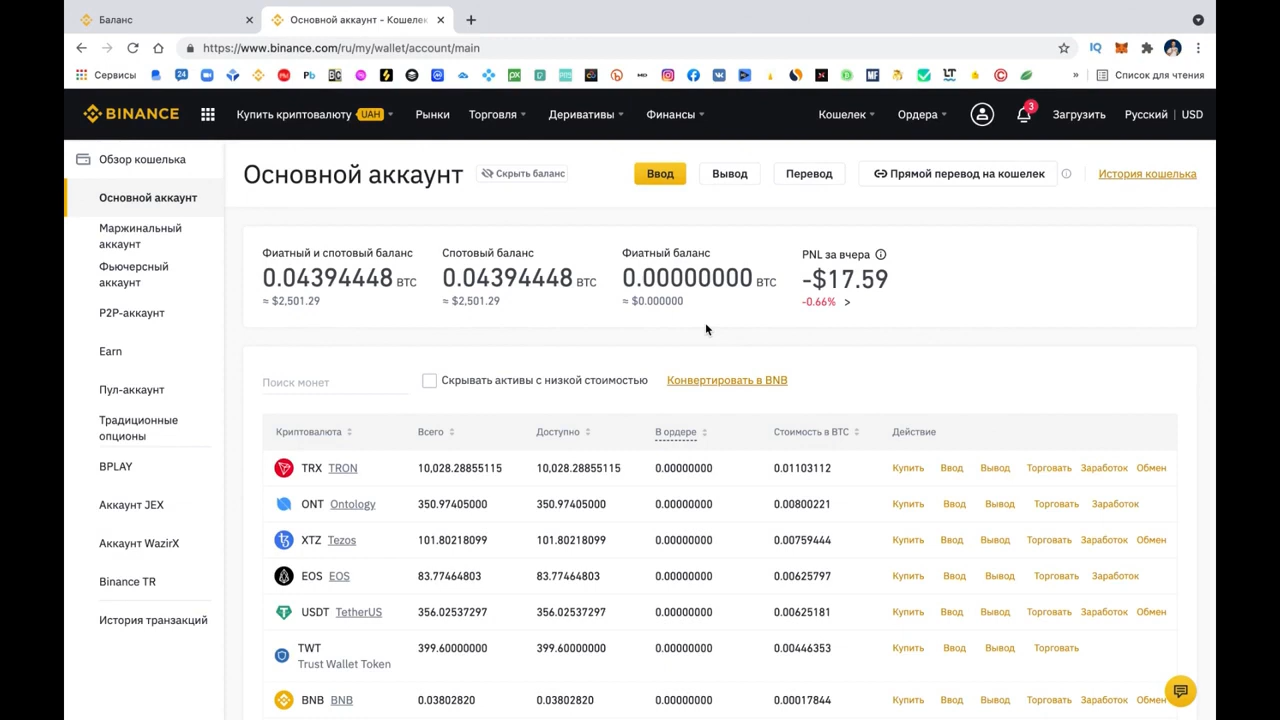 Баланс
Основной аккаунт - Кошелек
https://www.binance.com/ru/my/wallet/account/main
Сервисы
Список для чтения
BINANCE
Купить криптовалюту UAH
Рынки
Торговля
Деривативы
Финансы
Кошелек
Ордера
3
Загрузить
Русский | USD
Обзор кошелька
Основной аккаунт
Маржинальный
аккаунт
Фьючерсный
аккаунт
P2P-аккаунт
Earn
Пул-аккаунт
Традиционные
опционы
BPLAY
Аккаунт JEX
Аккаунт WazirX
Binance TR
История транзакций
Основной аккаунт
Скрыть баланс
Ввод
Вывод
Перевод
Прямой перевод на кошелек
История кошелька
Фиатный и спотовый баланс
0.04394448 BTC
≈ $2,501.29
Спотовый баланс
0.04394448 BTC
≈ $2,501.29
Фиатный баланс
0.00000000 BTC
≈ $0.000000
PNL за вчера
-$17.59
-0.66% >
Поиск монет
Скрывать активы с низкой стоимостью
Конвертировать в BNB
Криптовалюта Всего Доступно В ордере Стоимость в BTC Действие
TRX TRON 10,028.28855115 10,028.28855115 0.00000000 0.01103112 Купить Ввод Вывод Торговать Заработок Обмен
ONT Ontology 350.97405000 350.97405000 0.00000000 0.00800221 Купить Ввод Вывод Торговать Заработок
XTZ Tezos 101.80218099 101.80218099 0.00000000 0.00759444 Купить Ввод Вывод Торговать Заработок Обмен
EOS EOS 83.77464803 83.77464803 0.00000000 0.00625797 Купить Ввод Вывод Торговать Заработок
USDT TetherUS 356.02537297 356.02537297 0.00000000 0.00625181 Купить Ввод Вывод Торговать Заработок Обмен
TWT 399.60000000 399.60000000 0.00000000 0.00446353 Купить Ввод Вывод Торговать
Trust Wallet Token
BNB BNB 0.03802820 0.03802820 0.00000000 0.00017844 Купить Ввод Вывод Торговать Заработок Обмен